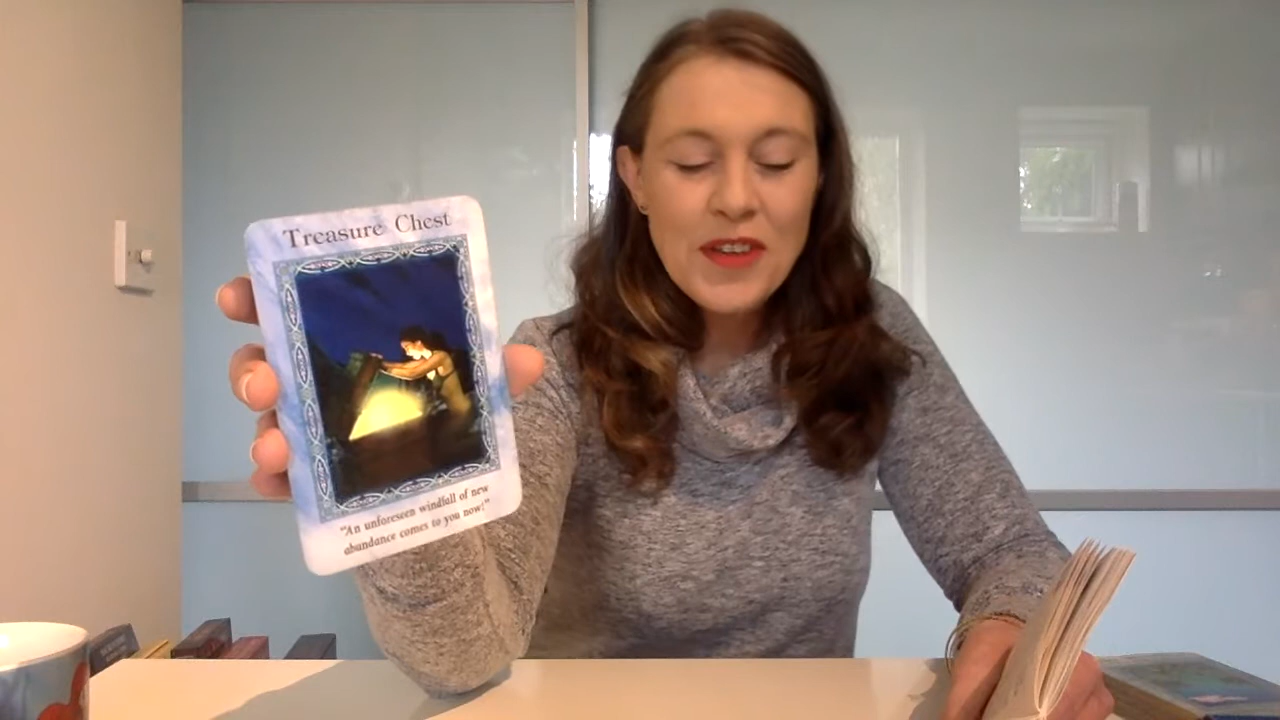 Treasure Chest
"An unforeseen windfall of new
abundance comes to you now!"